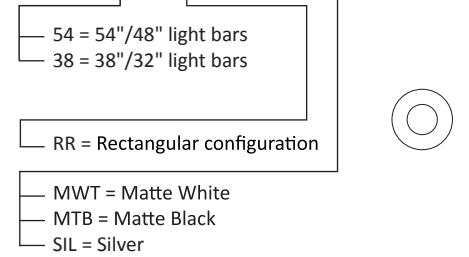 54 = 54"/48" light bars
38 = 38"/32" light bars
RR = Rectangular configuration
MWT = Matte White
MTB = Matte Black
SIL = Silver